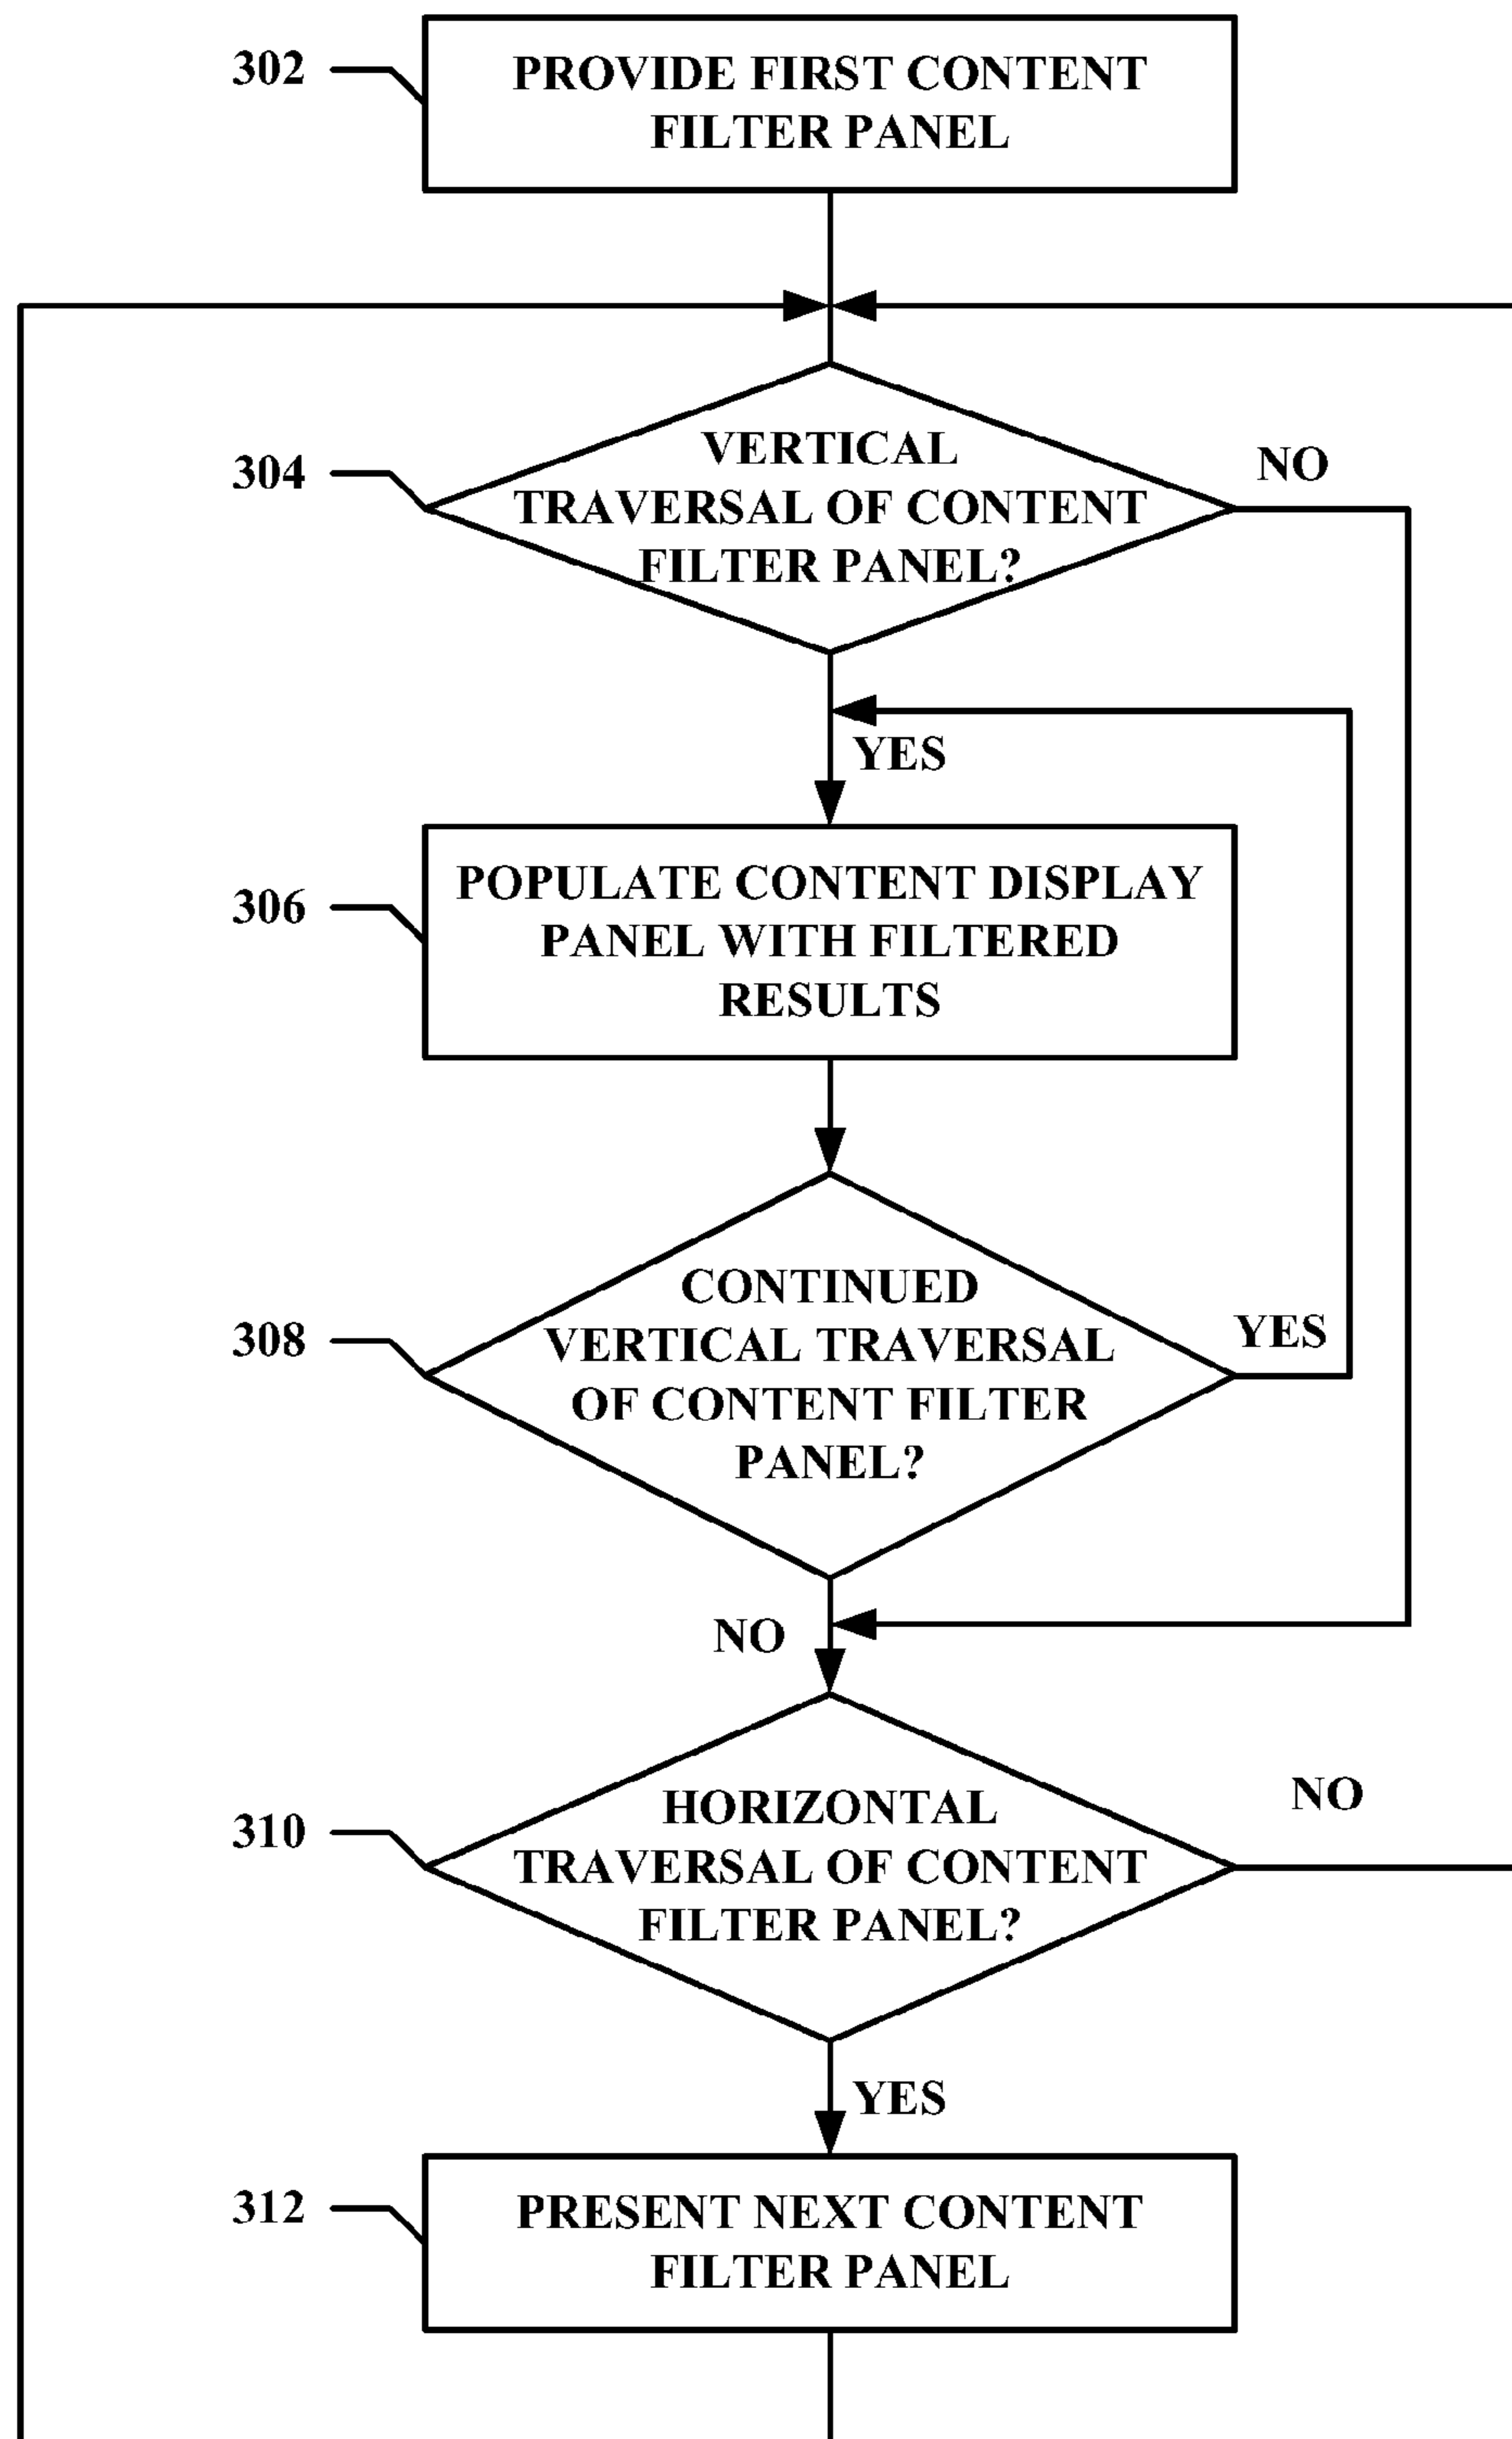 302
PROVIDE FIRST CONTENT
FILTER PANEL
304
VERTICAL
TRAVERSAL OF CONTENT
FILTER PANEL?
NO
YES
306
POPULATE CONTENT DISPLAY
PANEL WITH FILTERED
RESULTS
308
CONTINUED
VERTICAL TRAVERSAL
OF CONTENT FILTER
PANEL?
YES
NO
310
HORIZONTAL
TRAVERSAL OF CONTENT
FILTER PANEL?
NO
YES
312
PRESENT NEXT CONTENT
FILTER PANEL